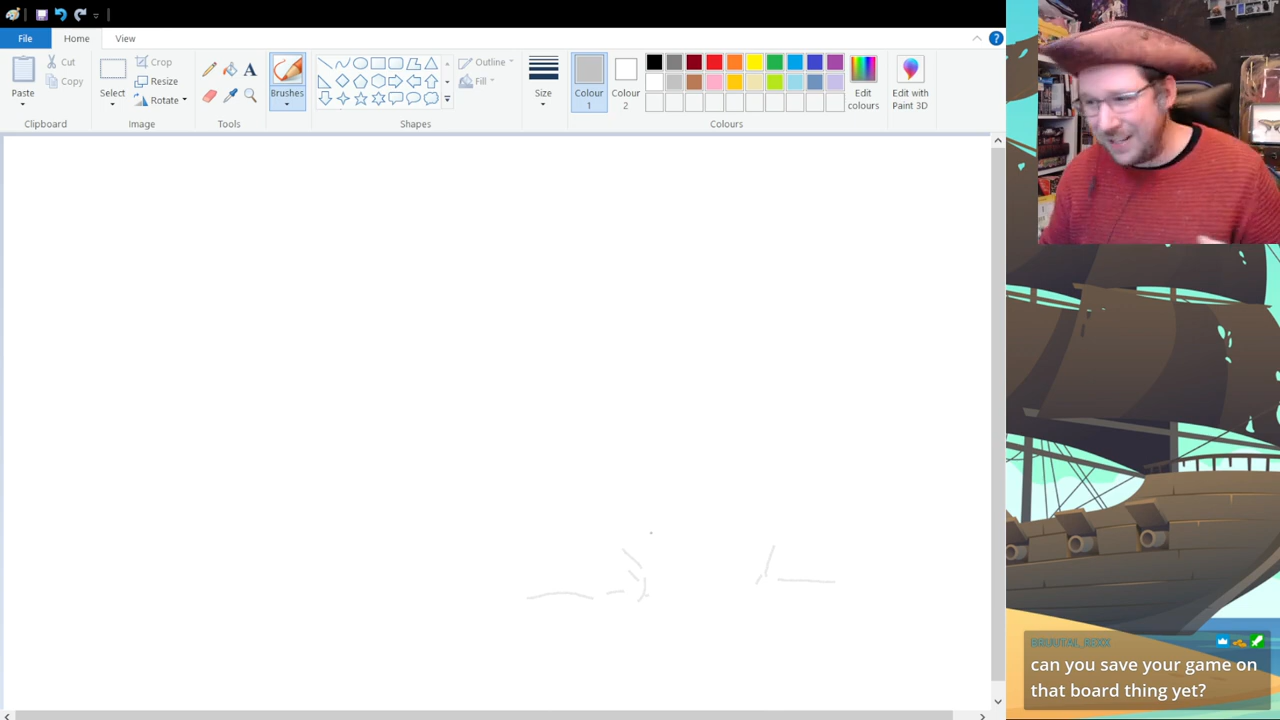 File
Home
View
Paste
Cut
Copy
Clipboard
Select
Crop
Resize
Rotate
Image
Tools
Brushes
Shapes
Outline
Fill
Size
Colour
1
Colour
2
Edit
colours
Edit with
Paint 3D
Colours
can you save your game on
that board thing yet?